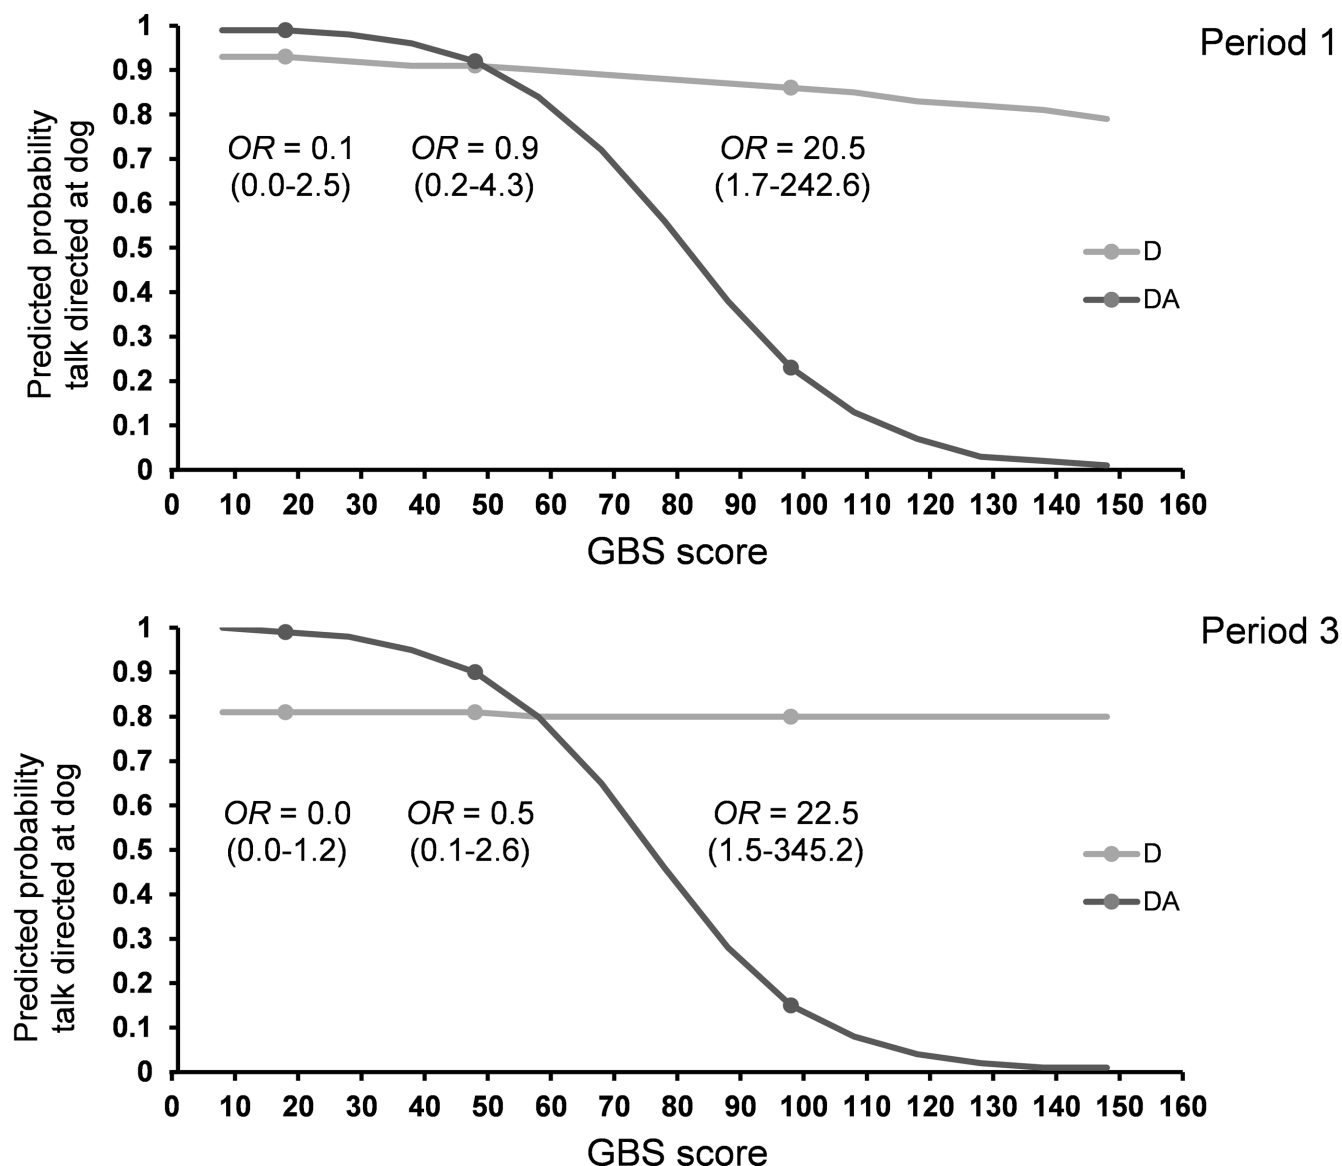 Period 1
Predicted probability
talk directed at dog
1
0.9
0.8
0.7
0.6
0.5
0.4
0.3
0.2
0.1
0
OR = 0.1
(0.0-2.5)
OR = 0.9
(0.2-4.3)
OR = 20.5
(1.7-242.6)
D
DA
0 10 20 30 40 50 60 70 80 90 100 110 120 130 140 150 160
GBS score
Period 3
Predicted probability
talk directed at dog
1
0.9
0.8
0.7
0.6
0.5
0.4
0.3
0.2
0.1
0
OR = 0.0
(0.0-1.2)
OR = 0.5
(0.1-2.6)
OR = 22.5
(1.5-345.2)
D
DA
0 10 20 30 40 50 60 70 80 90 100 110 120 130 140 150 160
GBS score